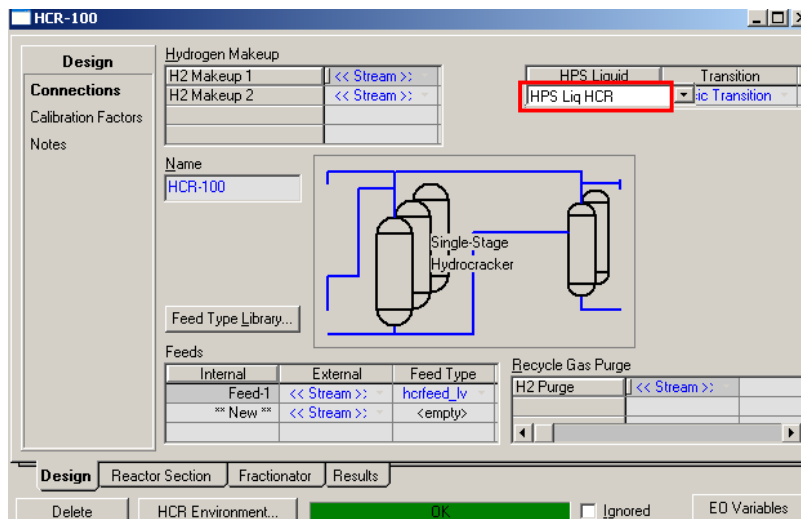 HCR-100
Design
Connections
Calibration Factors
Notes
Hydrogen Makeup
H2 Makeup 1 << Stream >>
H2 Makeup 2 << Stream >>
HPS Liquid Transition
HPS Liq HCR sic Transition
Name
HCR-100
Single-Stage
Hydrocracker
Feed Type Library...
Feeds
Internal External Feed Type
Feed-1 << Stream >> hcrfeed_lv
** New ** << Stream >> <empty>
Recycle Gas Purge
H2 Purge << Stream >>
Design Reactor Section Fractionator Results
Delete HCR Environment... OK Ignored EO Variables